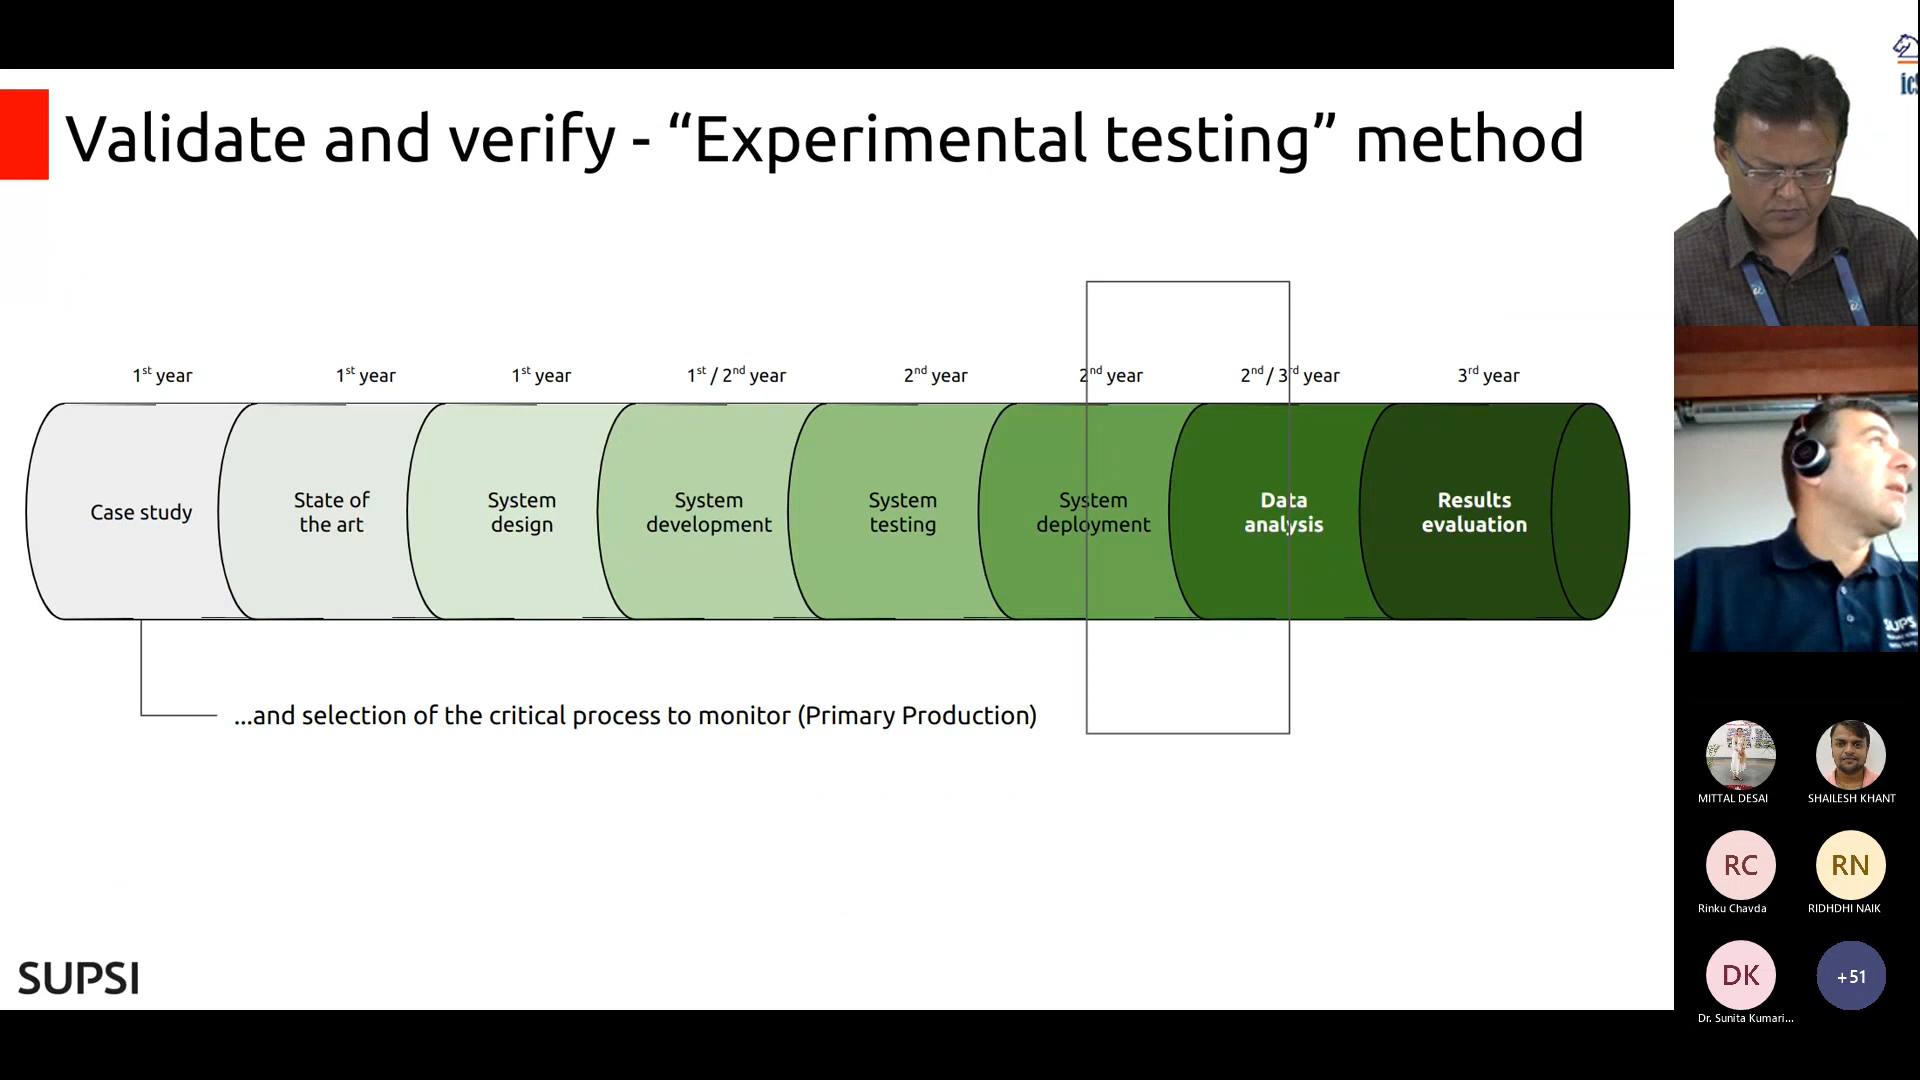 Validate and verify - “Experimental testing” method
1st year
1st year
1st year
1st / 2nd year
2nd year
2nd year
2nd / 3rd year
3rd year
Case study
State of
the art
System
design
System
development
System
testing
System
deployment
Data
analysis
Results
evaluation
...and selection of the critical process to monitor (Primary Production)
SUPSI
MITTAL DESAI
SHAILESH KHANT
RC
Rinku Chavda
RN
RIDHDHI NAIK
DK
Dr. Sunita Kumari...
+51